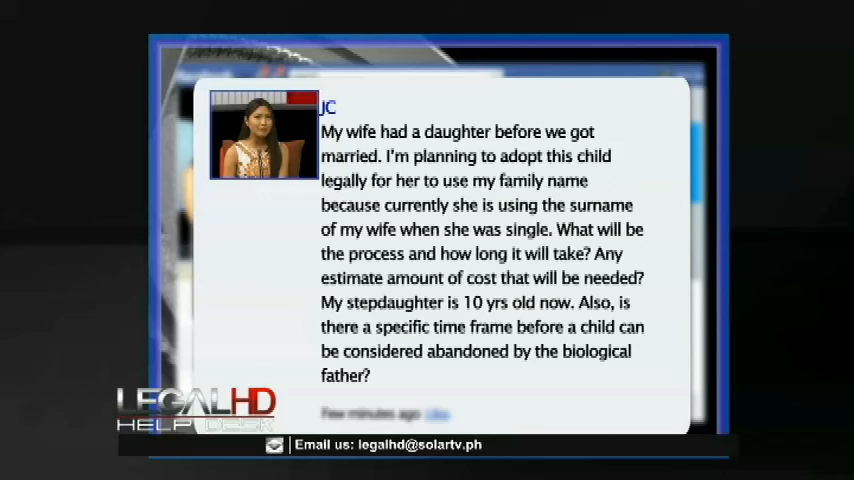 JC
My wife had a daughter before we got
married. I'm planning to adopt this child
legally for her to use my family name
because currently she is using the surname
of my wife when she was single. What will be
the process and how long it will take? Any
estimate amount of cost that will be needed?
My stepdaughter is 10 yrs old now. Also, is
there a specific time frame before a child can
be considered abandoned by the biological
father?
Few minutes ago Like
LEGALHD
HELP DESK
Email us: legalhd@solartv.ph